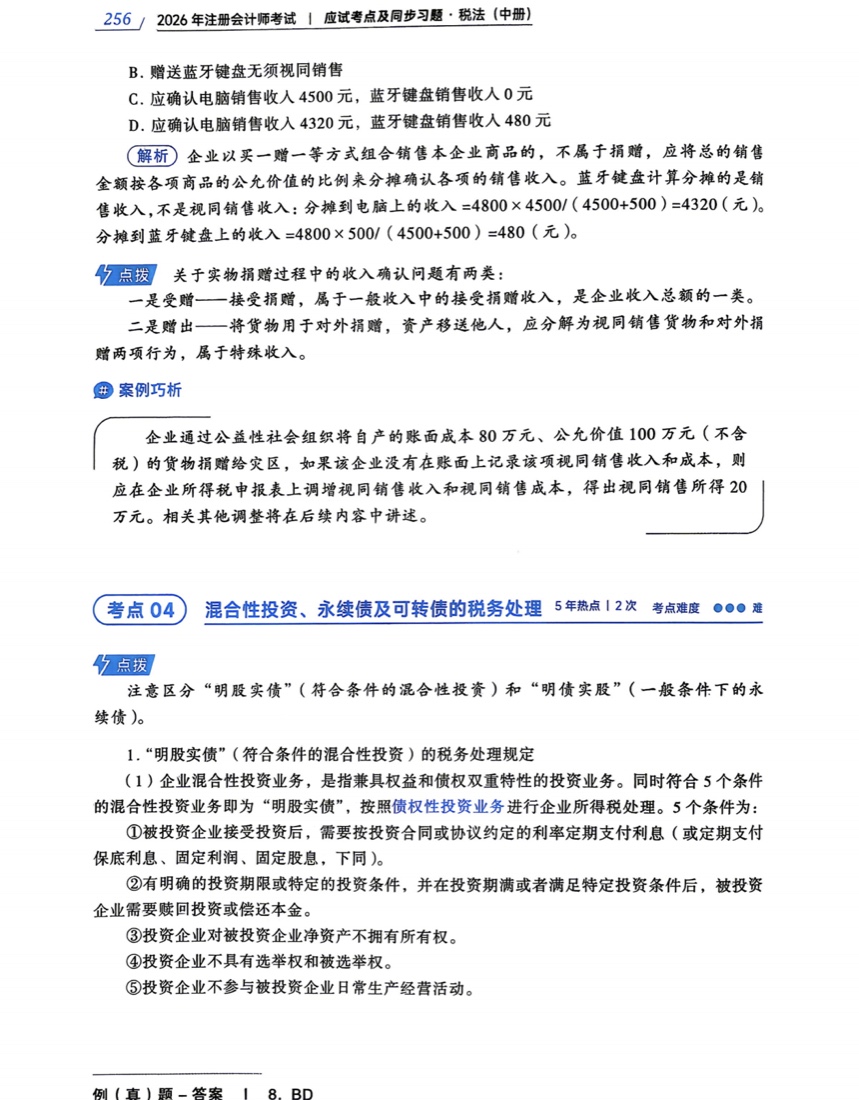 256 2026年注册会计师考试 | 应试考点及同步习题·税法（中册）
B. 赠送蓝牙键盘无须视同销售
C. 应确认电脑销售收入 4500 元，蓝牙键盘销售收入 0 元
D. 应确认电脑销售收入 4320 元，蓝牙键盘销售收入 480 元
解析 企业以买一赠一等方式组合销售本企业商品的，不属于捐赠，应将总的销售
金额按各项商品的公允价值的比例来分摊确认各项的销售收入。蓝牙键盘计算分摊的是销
售收入，不是视同销售收入：分摊到电脑上的收入 =4800×4500/（4500+500）=4320（元）。
分摊到蓝牙键盘上的收入 =4800×500/（4500+500）=480（元）。
点拨 关于实物捐赠过程中的收入确认问题有两类：
一是受赠——接受捐赠，属于一般收入中的接受捐赠收入，是企业收入总额的一类。
二是赠出——将货物用于对外捐赠，资产移送他人，应分解为视同销售货物和对外捐
赠两项行为，属于特殊收入。
# 案例巧析
企业通过公益性社会组织将自产的账面成本 80 万元、公允价值 100 万元（不含
税）的货物捐赠给灾区，如果该企业没有在账面上记录该项视同销售收入和成本，则
应在企业所得税申报表上调增视同销售收入和视同销售成本，得出视同销售所得 20
万元。相关其他调整将在后续内容中讲述。
考点 04 混合性投资、永续债及可转债的税务处理 5年热点 | 2次 考点难度 难
点拨
注意区分“明股实债”（符合条件的混合性投资）和“明债实股”（一般条件下的永
续债）。
1.“明股实债”（符合条件的混合性投资）的税务处理规定
（1）企业混合性投资业务，是指兼具权益和债权双重特性的投资业务。同时符合 5 个条件
的混合性投资业务即为“明股实债”，按照债权性投资业务进行企业所得税处理。5 个条件为：
①被投资企业接受投资后，需要按投资合同或协议约定的利率定期支付利息（或定期支付
保底利息、固定利润、固定股息，下同）。
②有明确的投资期限或特定的投资条件，并在投资期满或者满足特定投资条件后，被投资
企业需要赎回投资或偿还本金。
③投资企业对被投资企业净资产不拥有所有权。
④投资企业不具有选举权和被选举权。
⑤投资企业不参与被投资企业日常生产经营活动。
例（真）题－答案 | 8. BD